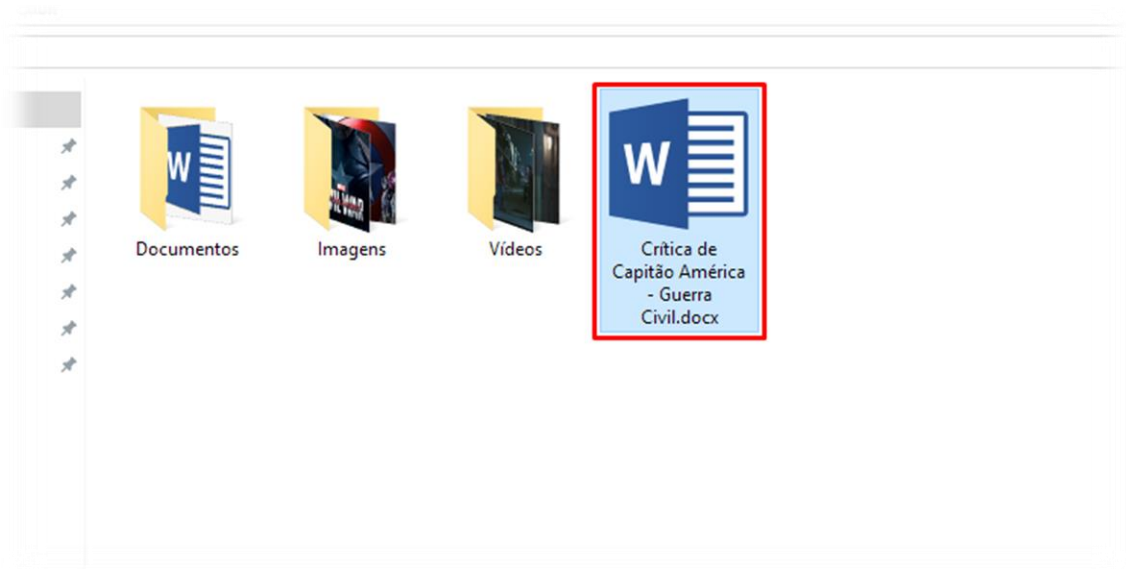 Documentos
Imagens
Vídeos
W
W
Crítica de
Capitão América
- Guerra
Civil.docx